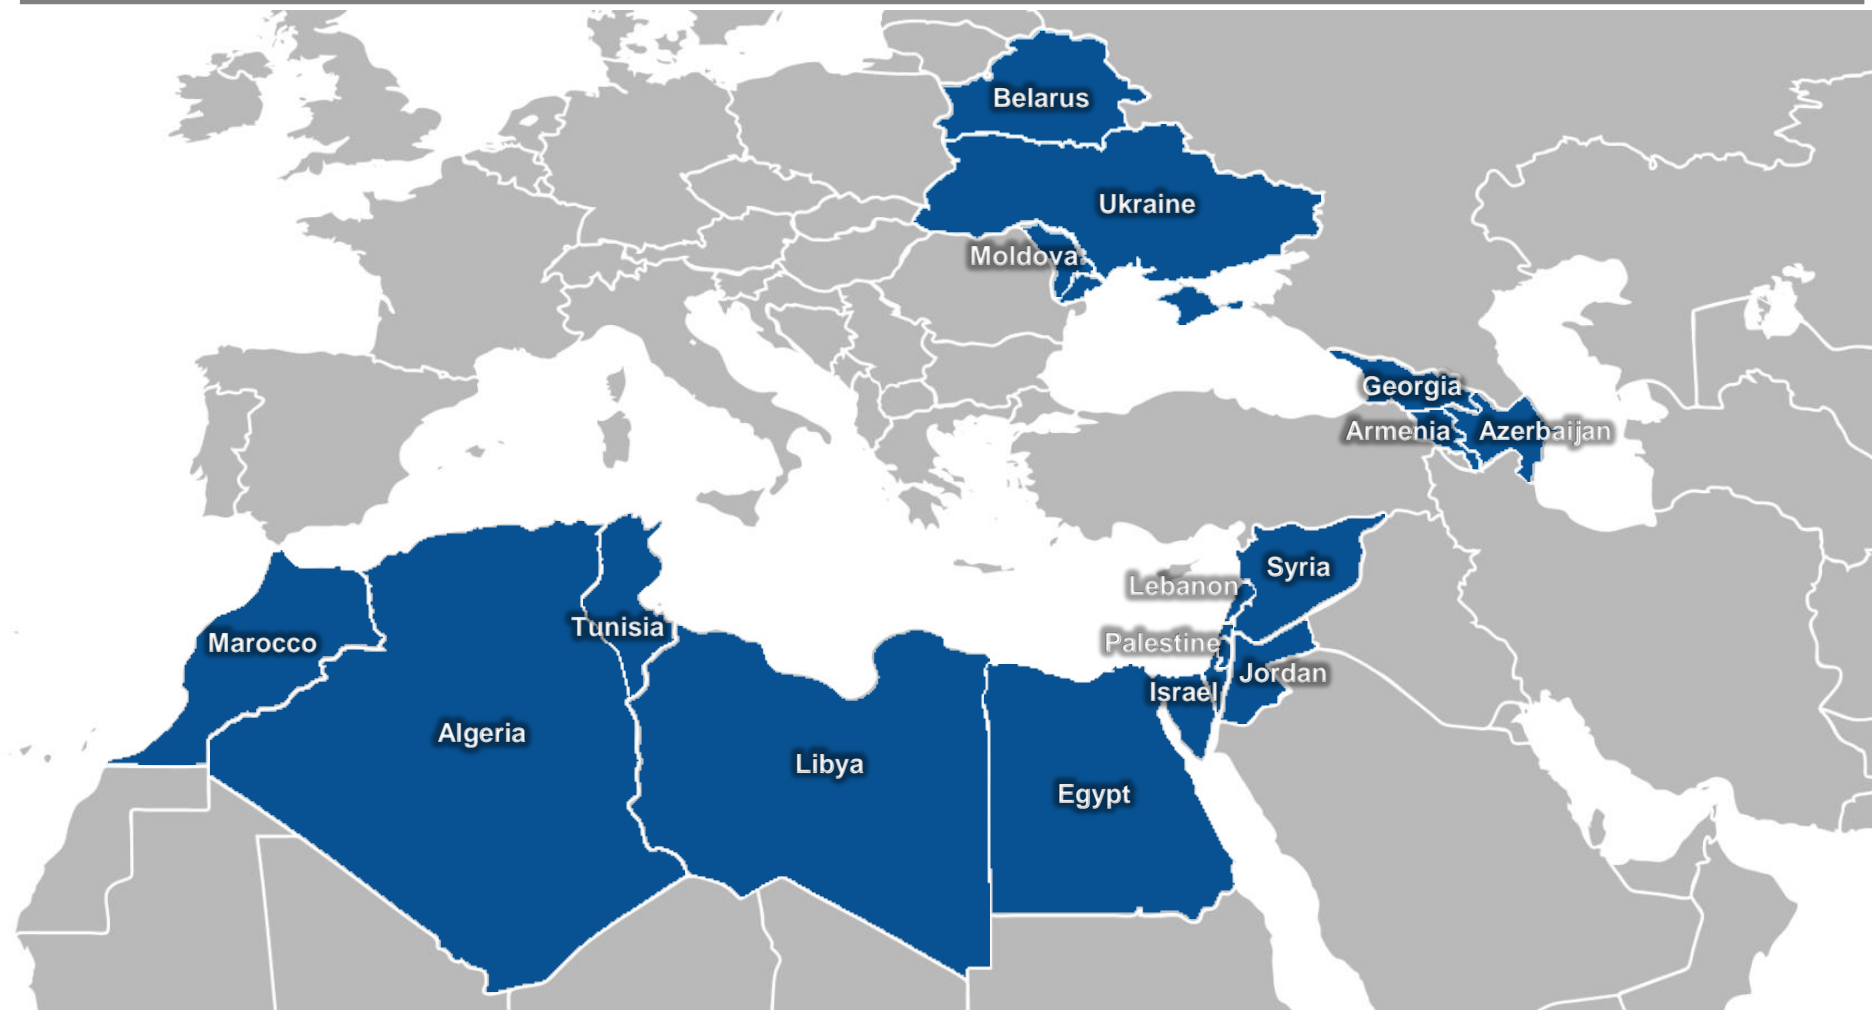 Belarus
Ukraine
Moldova
Georgia
Armenia
Azerbaijan
Syria
Lebanon
Tunisia
Marocco
Palestine
Jordan
Israel
Algeria
Libya
Egypt